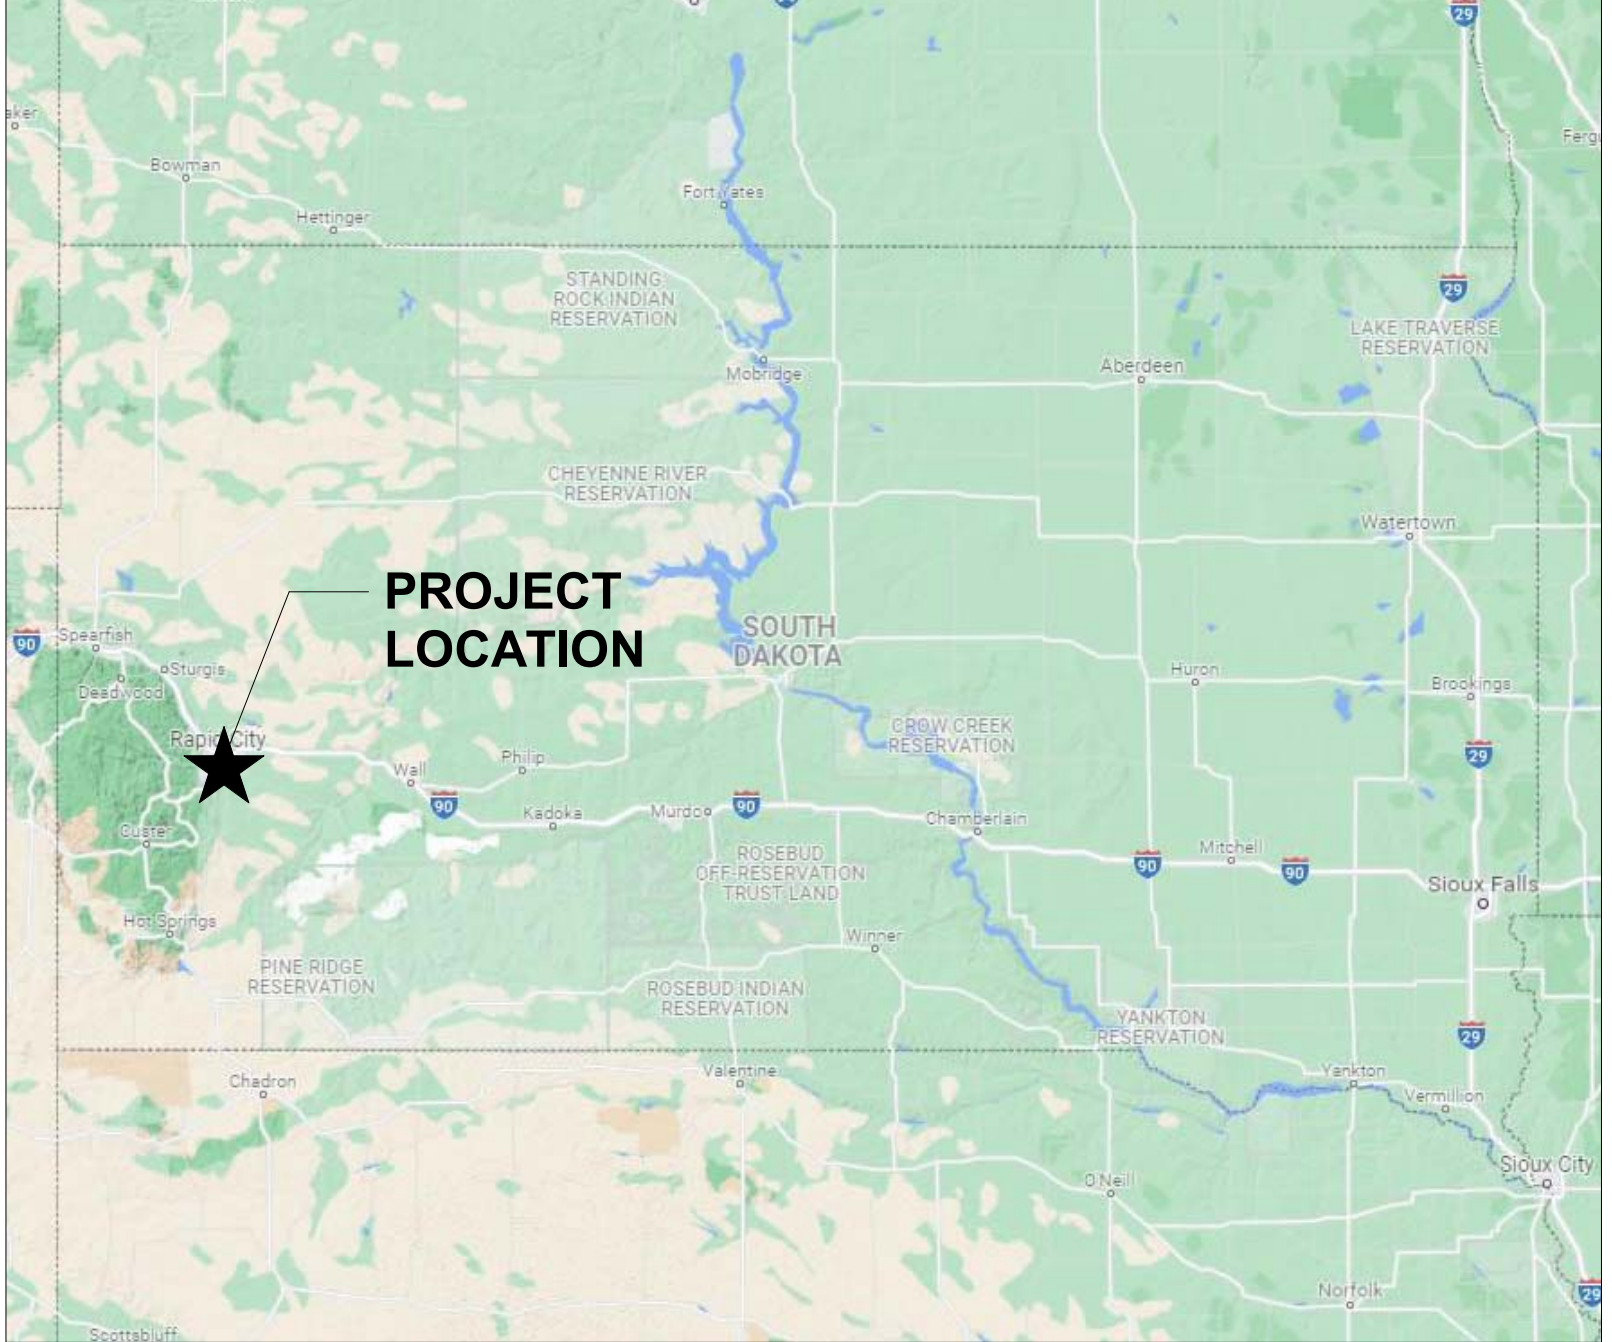 29
aker
Ferg
Bowman
Fort Yates
Hettinger
STANDING
ROCK INDIAN
RESERVATION
29
LAKE TRAVERSE
RESERVATION
Aberdeen
Mobridge
CHEYENNE RIVER
RESERVATION
Watertown
PROJECT
LOCATION
90
Spearfish
SOUTH
DAKOTA
Sturgis
Deadwood
Huron
Brookings
Rapid City
CROW CREEK
RESERVATION
29
Wall
Philip
90
Kadoka
Murdo
90
Chamberlain
Custer
Mitchell
90
90
ROSEBUD
OFF-RESERVATION
TRUST LAND
Sioux Falls
Hot Springs
Winner
PINE RIDGE
RESERVATION
ROSEBUD INDIAN
RESERVATION
YANKTON
RESERVATION
29
Chadron
Valentine
Yankton
Vermillion
Sioux City
O'Neill
Norfolk
29
Scottsbluff